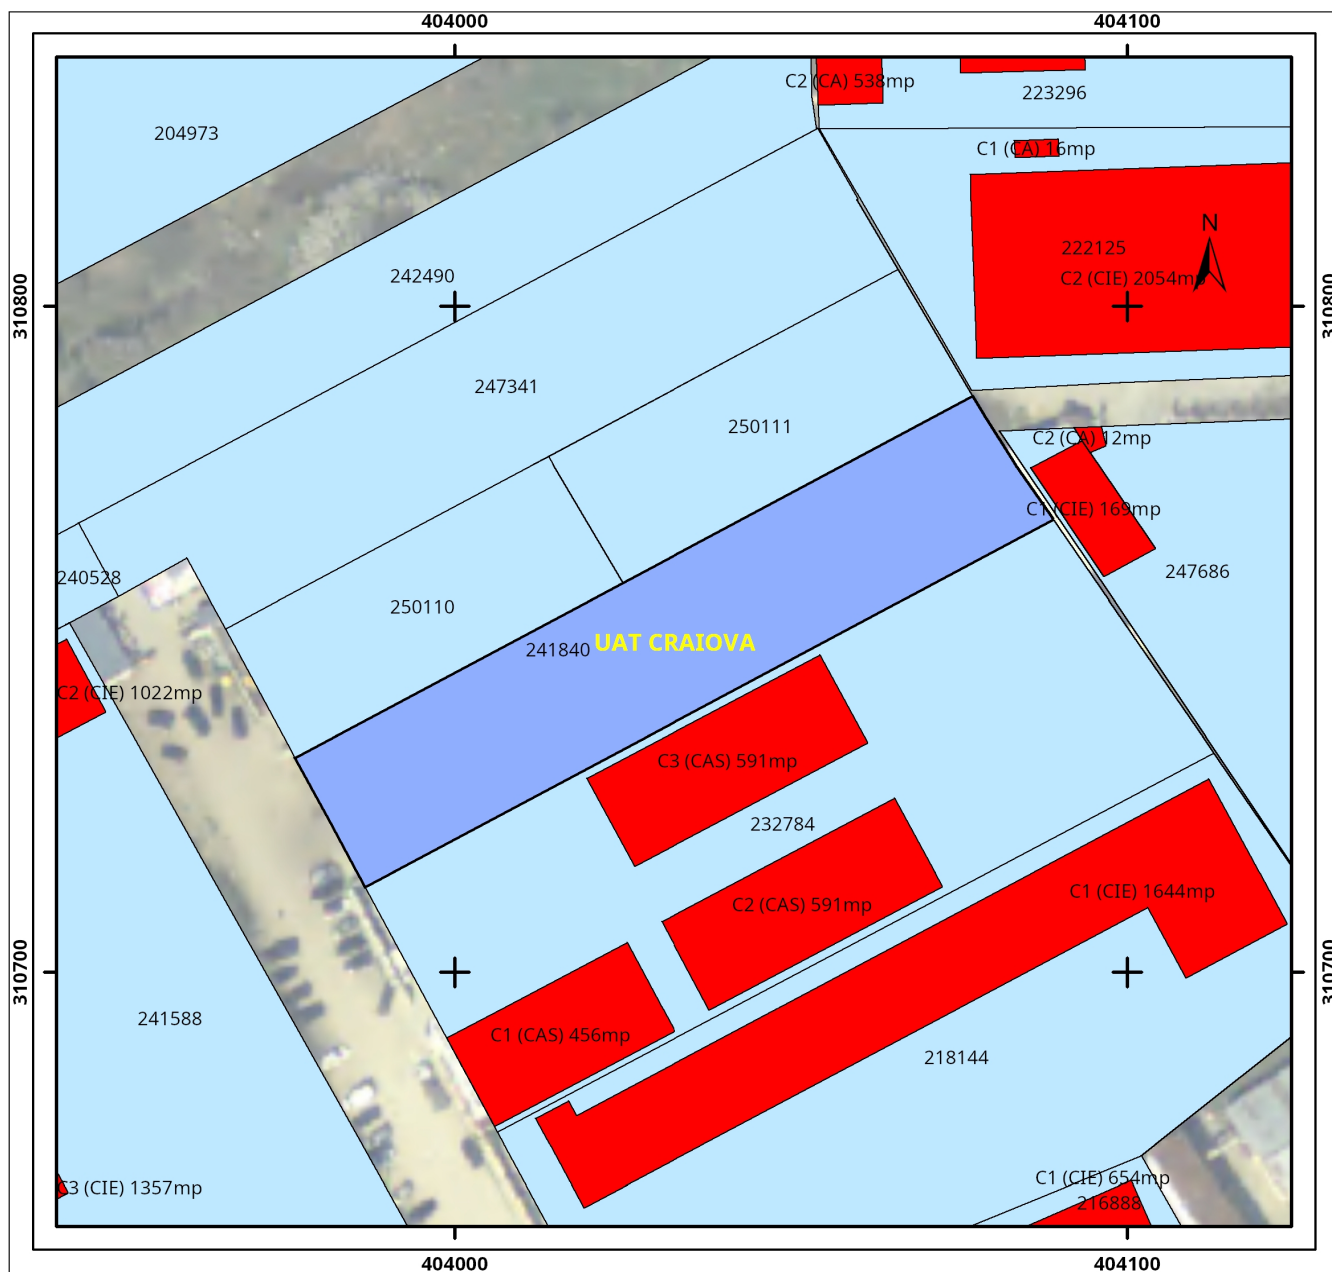 404000
404100
C2 (CA) 538mp
223296
204973
C1 (CA) 16mp
N
222125
C2 (CIE) 2054mp
242490
310800
310800
247341
250111
C2 (CA) 12mp
C1 (CIE) 169mp
247686
240528
250110
241840
UAT CRAIOVA
C2 (CIE) 1022mp
C3 (CAS) 591mp
232784
C1 (CIE) 1644mp
C2 (CAS) 591mp
310700
310700
241588
C1 (CAS) 456mp
218144
C1 (CIE) 654mp
C3 (CIE) 1357mp
216888
404000
404100